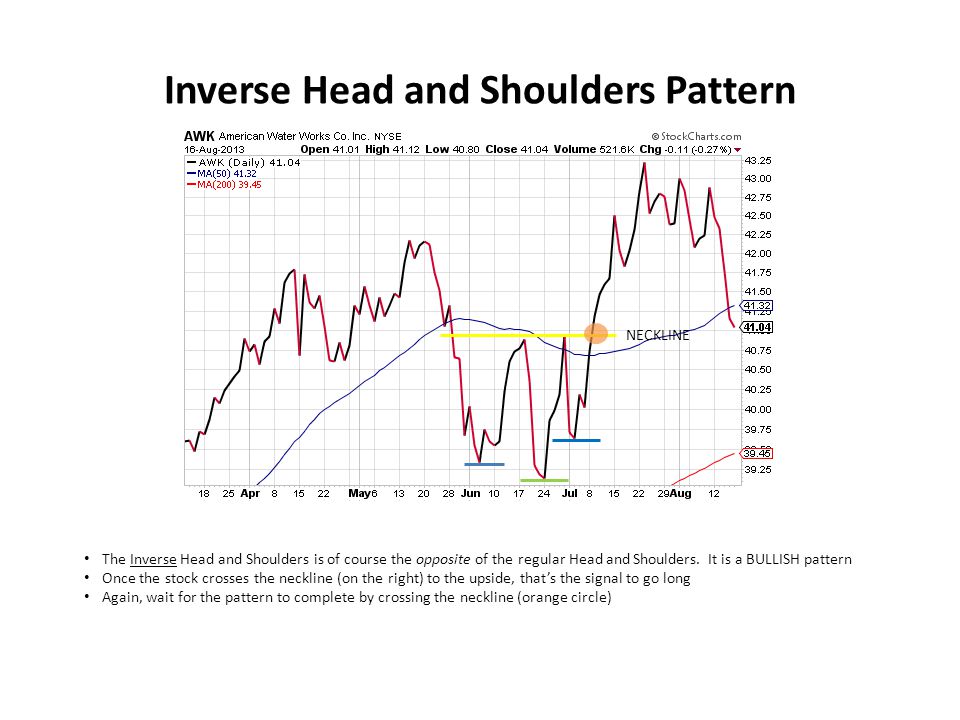 Inverse Head and Shoulders Pattern
AWK American Water Works Co. Inc. NYSE
© StockCharts.com
16-Aug-2013 Open 41.01 High 41.12 Low 40.80 Close 41.04 Volume 521.6K Chg -0.11 (-0.27%)
AWK (Daily) 41.04
MA(50) 41.32
MA(200) 39.45
43.25
43.00
42.75
42.50
42.25
42.00
41.75
41.50
41.32
41.25
41.04
NECKLINE
40.75
40.50
40.25
40.00
39.75
39.45
39.25
18 25 Apr 8 15 22 May 6 13 20 28 Jun 10 17 24 Jul 8 15 22 29 Aug 12
• The Inverse Head and Shoulders is of course the opposite of the regular Head and Shoulders. It is a BULLISH pattern
• Once the stock crosses the neckline (on the right) to the upside, that’s the signal to go long
• Again, wait for the pattern to complete by crossing the neckline (orange circle)